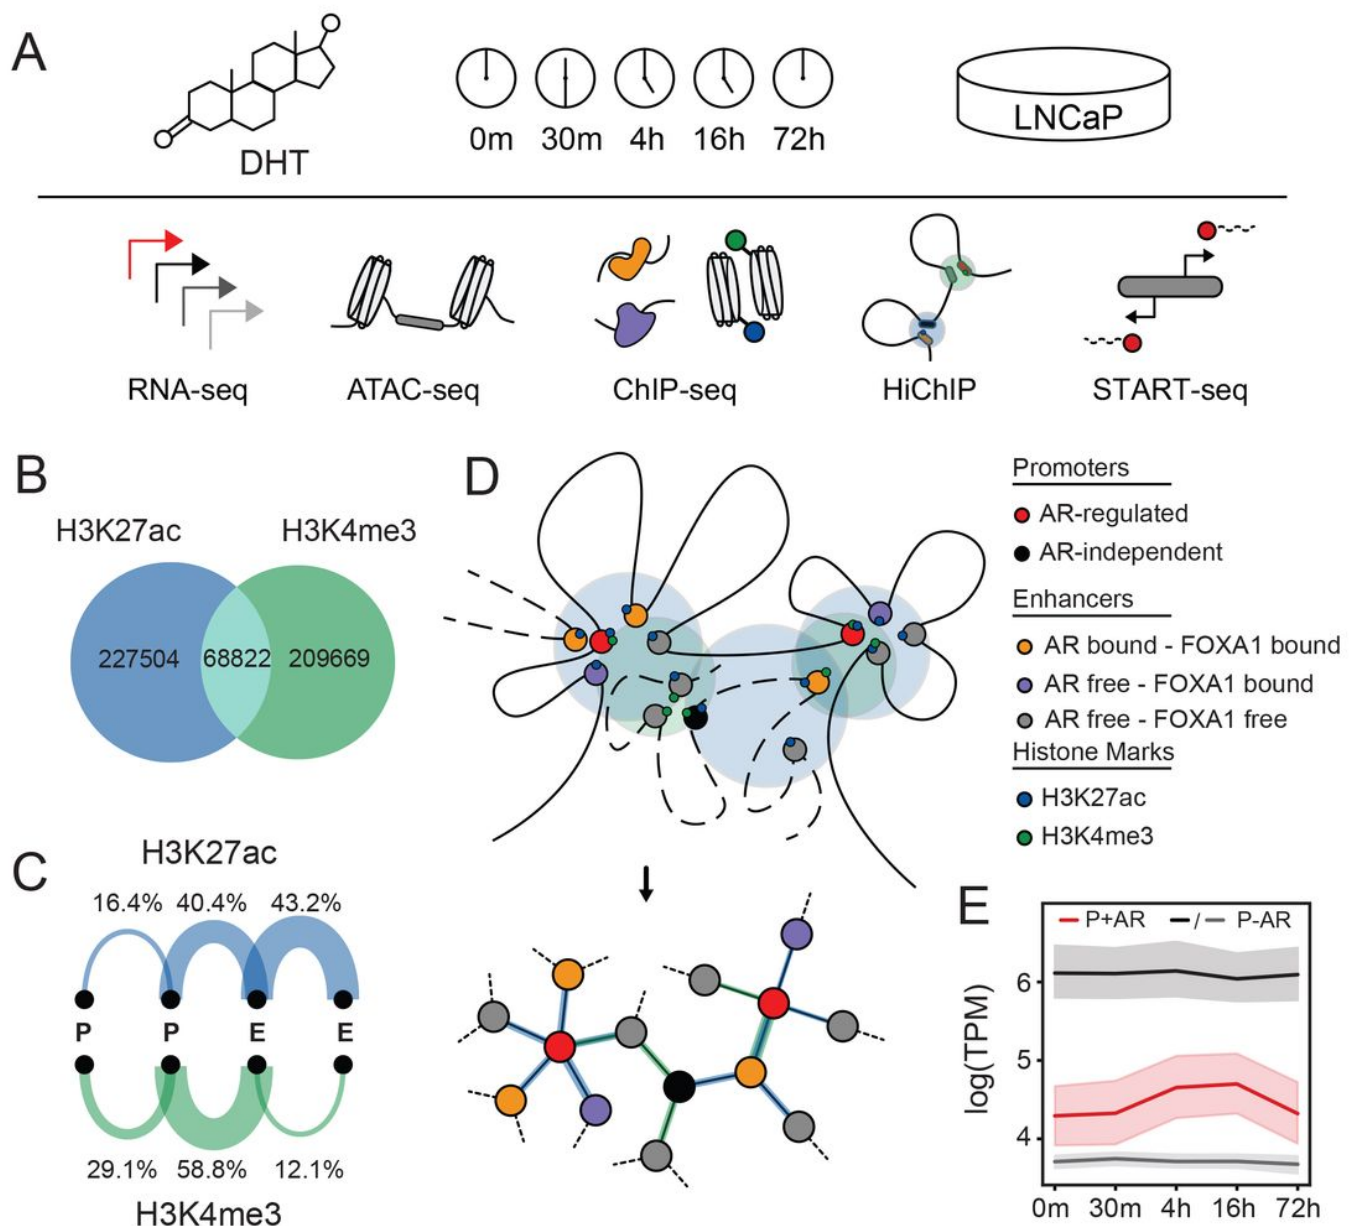 A
DHT
0m 30m 4h 16h 72h
LNCaP
RNA-seq ATAC-seq ChIP-seq HiChIP START-seq
B
H3K27ac H3K4me3
227504 68822 209669
C
H3K27ac
16.4% 40.4% 43.2%
P P E E
29.1% 58.8% 12.1%
H3K4me3
D
Promoters
AR-regulated
AR-independent
Enhancers
AR bound - FOXA1 bound
AR free - FOXA1 bound
AR free - FOXA1 free
Histone Marks
H3K27ac
H3K4me3
E
P+AR / P-AR
log(TPM)
6
5
4
0m 30m 4h 16h 72h